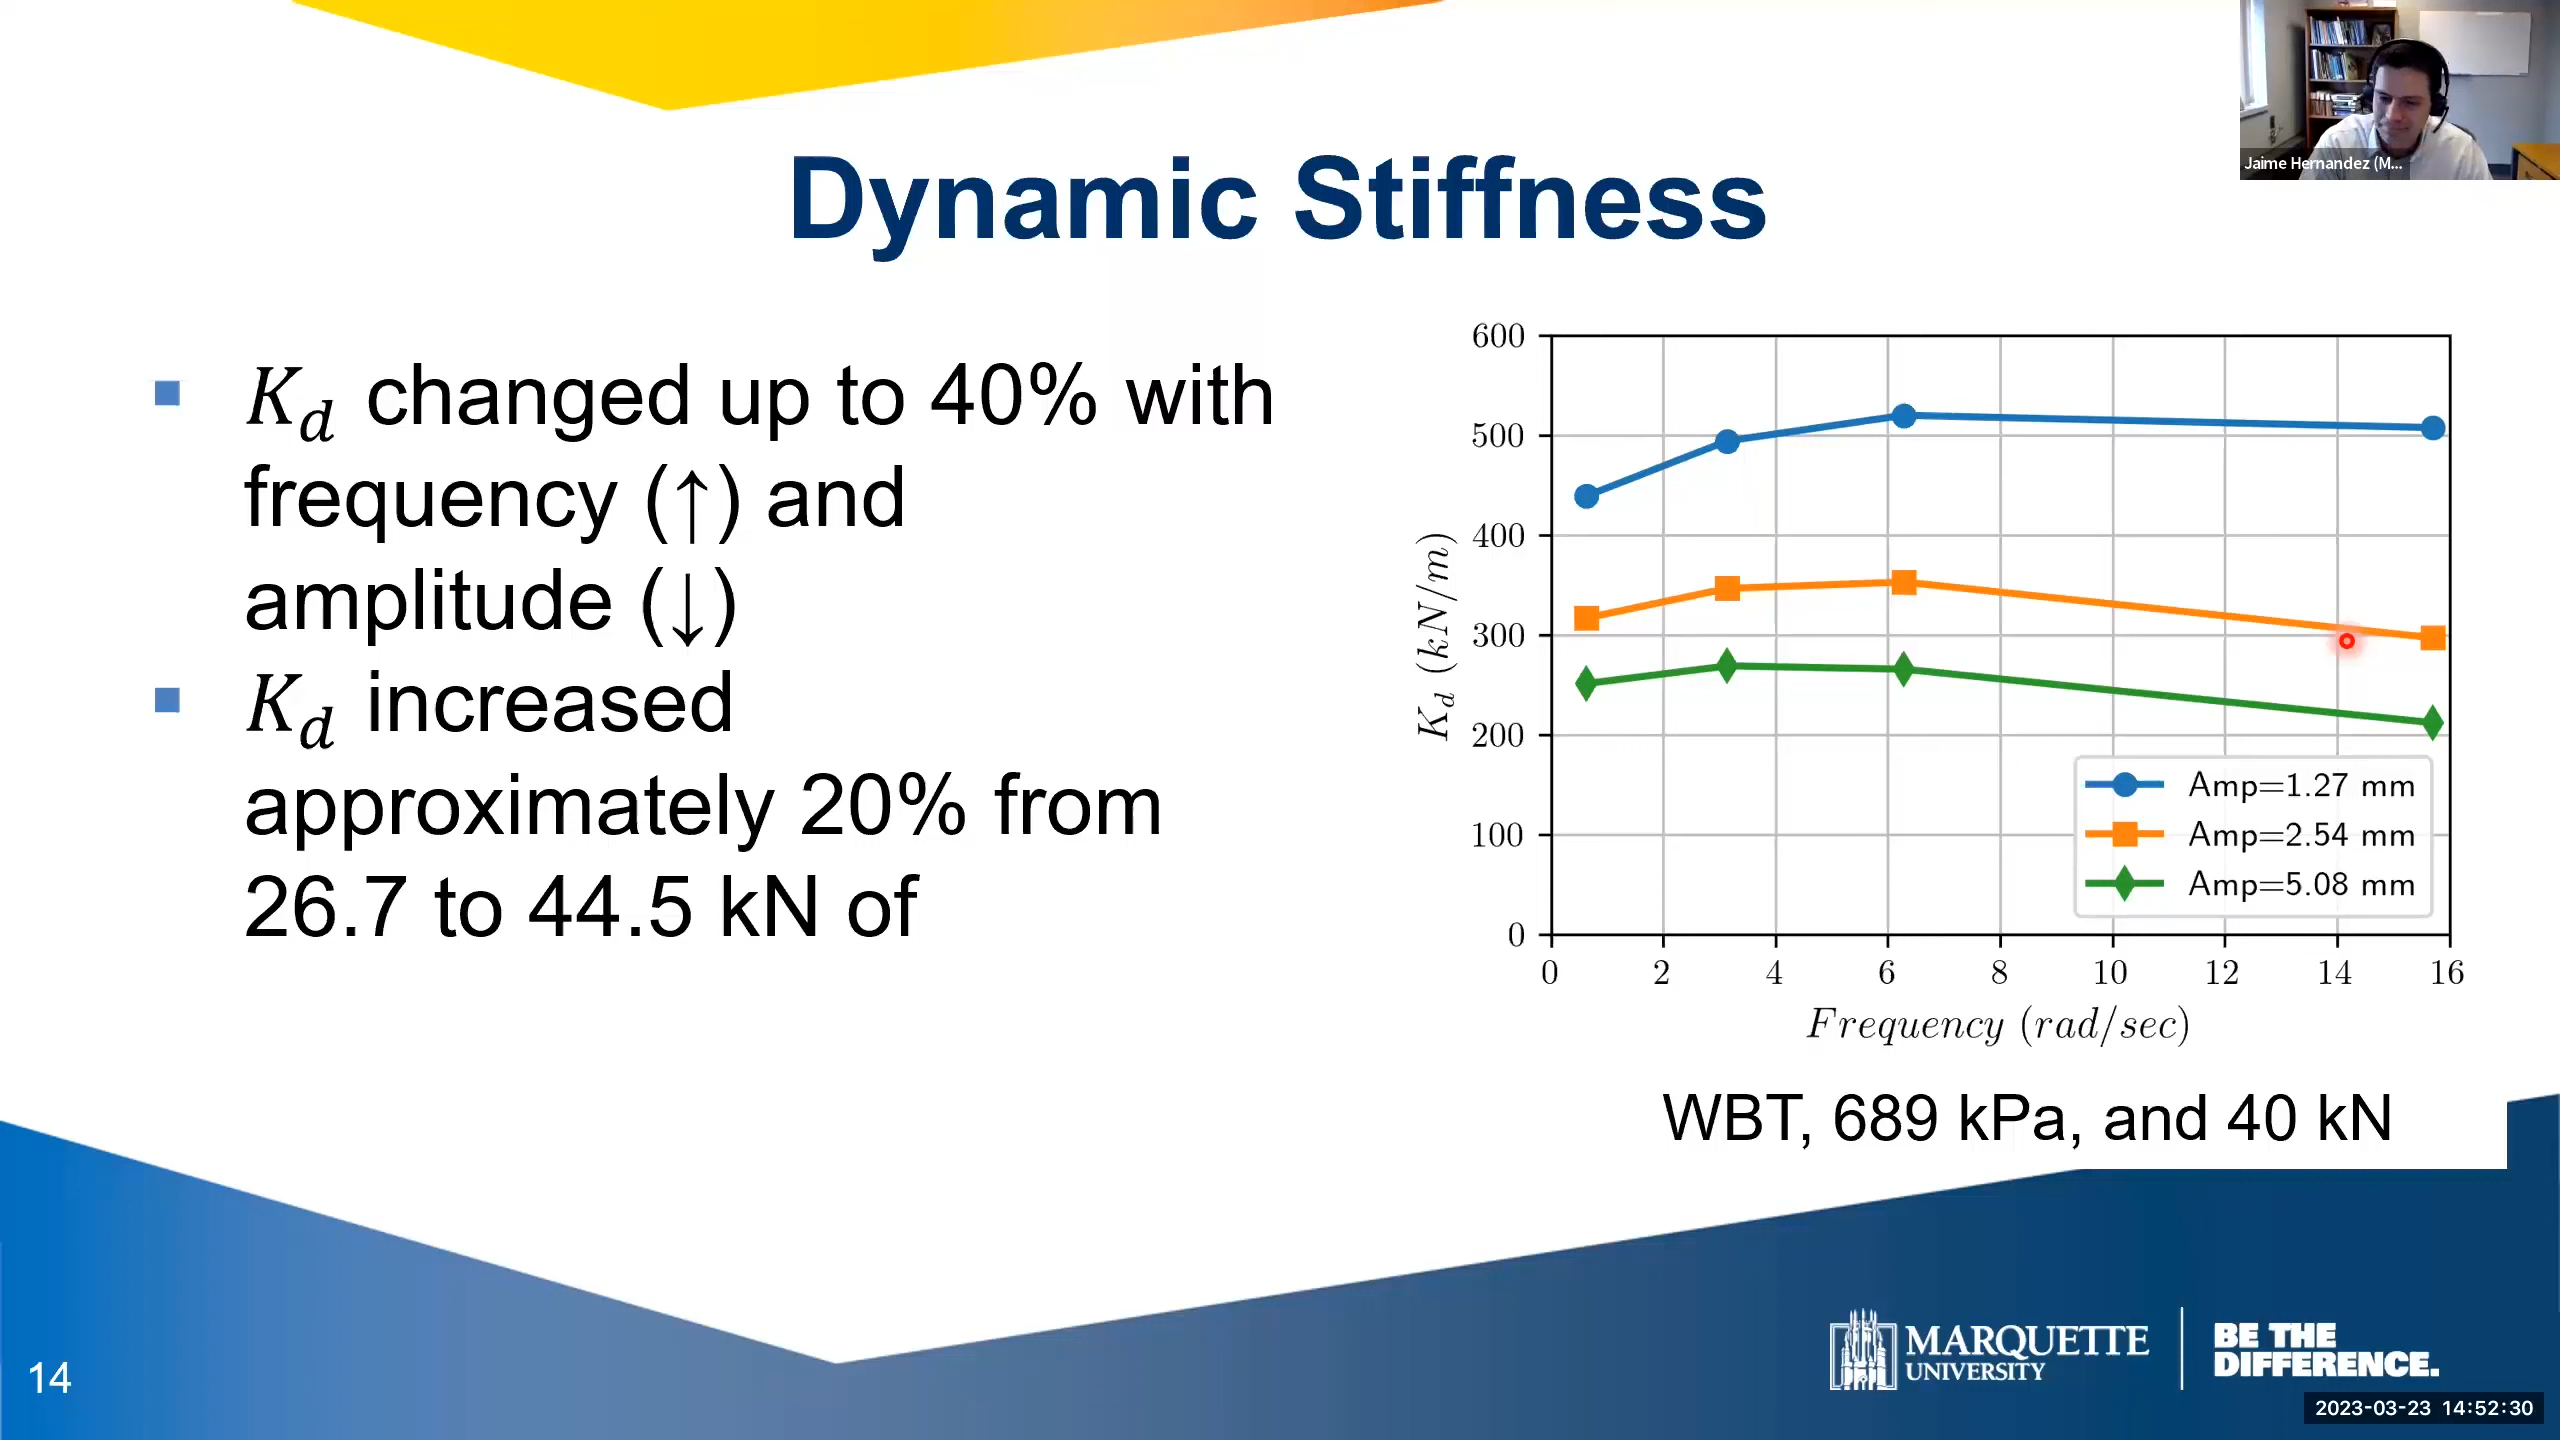 Jaime Hernandez (M...
Dynamic Stiffness
K_d changed up to 40% with
frequency (↑) and
amplitude (↓)
K_d increased
approximately 20% from
26.7 to 44.5 kN of
600
500
400
300
200
100
0
K_d (kN/m)
Amp=1.27 mm
Amp=2.54 mm
Amp=5.08 mm
0 2 4 6 8 10 12 14 16
Frequency (rad/sec)
WBT, 689 kPa, and 40 kN
14
MARQUETTE
UNIVERSITY
BE THE
DIFFERENCE.
2023-03-23 14:52:30